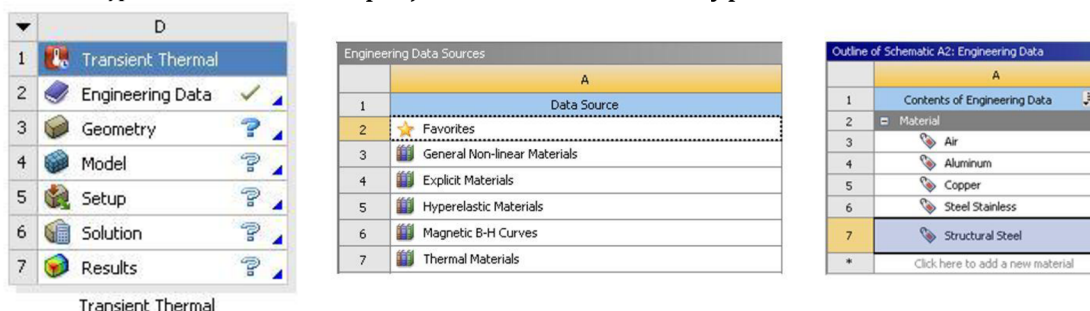 D
1 Transient Thermal
2 Engineering Data
3 Geometry
4 Model
5 Setup
6 Solution
7 Results
Transient Thermal
Engineering Data Sources
A
1 Data Source
2 Favorites
3 General Non-linear Materials
4 Explicit Materials
5 Hyperelastic Materials
6 Magnetic B-H Curves
7 Thermal Materials
Outline of Schematic A2: Engineering Data
A
1 Contents of Engineering Data
2 Material
3 Air
4 Aluminum
5 Copper
6 Steel Stainless
7 Structural Steel
* Click here to add a new material